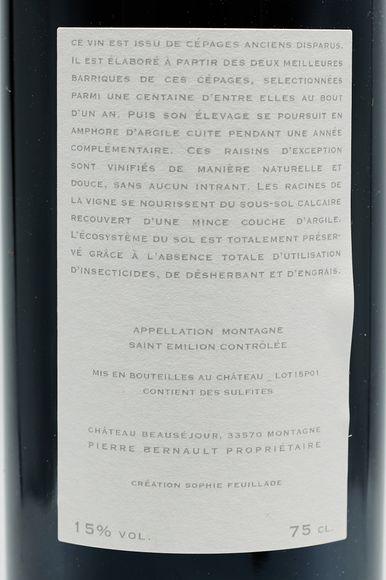 CE VIN EST ISSU DE CÉPAGES ANCIENS DISPARUS.
IL EST ÉLABORÉ À PARTIR DES DEUX MEILLEURES
BARRIQUES DE CES CÉPAGES, SELECTIONNÉES
PARMI UNE CENTAINE D'ENTRE ELLES AU BOUT
D'UN AN. PUIS SON ÉLEVAGE SE POURSUIT EN
AMPHORE D'ARGILE CUITE PENDANT UNE ANNÉE
COMPLÉMENTAIRE. CES RAISINS D'EXCEPTION
SONT VINIFIÉS DE MANIÈRE NATURELLE ET
DOUCE, SANS AUCUN INTRANT. LES RACINES DE
LA VIGNE SE NOURISSENT DU SOUS-SOL CALCAIRE
RECOUVERT D'UNE MINCE COUCHE D'ARGILE.
L'ÉCOSYSTÈME DU SOL EST TOTALEMENT PRÉSER-
VÉ GRÂCE À L'ABSENCE TOTALE D'UTILISATION
D'INSECTICIDES, DE DÉSHERBANT ET D'ENGRAIS.
APPELLATION MONTAGNE
SAINT EMILION CONTRÔLÉE
MIS EN BOUTEILLES AU CHÂTEAU _ LOT15P01
CONTIENT DES SULFITES
CHÂTEAU BEAUSÉJOUR, 33570 MONTAGNE
PIERRE BERNAULT PROPRIÉTAIRE
CRÉATION SOPHIE FEUILLADE
15% VOL. 75 CL.